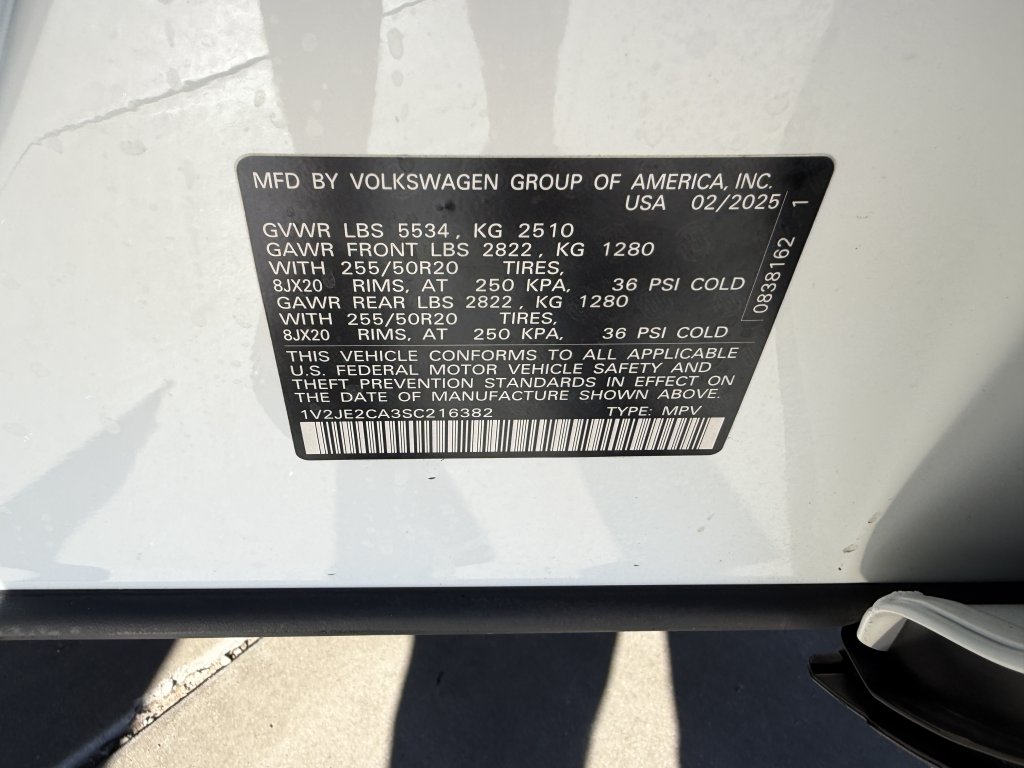 MFD BY VOLKSWAGEN GROUP OF AMERICA, INC.
USA 02/2025
GVWR LBS 5534, KG 2510
GAWR FRONT LBS 2822, KG 1280
WITH 255/50R20 TIRES,
8JX20 RIMS, AT 250 KPA, 36 PSI COLD
GAWR REAR LBS 2822, KG 1280
WITH 255/50R20 TIRES,
8JX20 RIMS, AT 250 KPA, 36 PSI COLD
THIS VEHICLE CONFORMS TO ALL APPLICABLE
U.S. FEDERAL MOTOR VEHICLE SAFETY AND
THEFT PREVENTION STANDARDS IN EFFECT ON
THE DATE OF MANUFACTURE SHOWN ABOVE.
1V2JE2CA3SC216382 TYPE: MPV
0838162 1